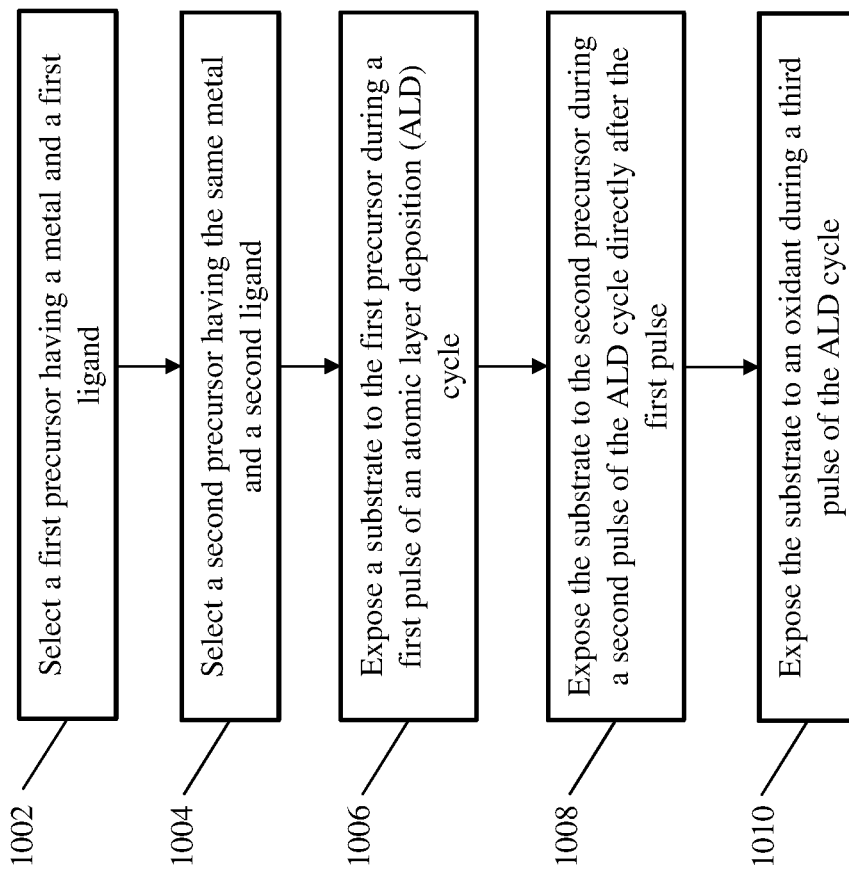 1002
Select a first precursor having a metal and a first
ligand
1004
Select a second precursor having the same metal
and a second ligand
1006
Expose a substrate to the first precursor during a
first pulse of an atomic layer deposition (ALD)
cycle
1008
Expose the substrate to the second precursor during
a second pulse of the ALD cycle directly after the
first pulse
1010
Expose the substrate to an oxidant during a third
pulse of the ALD cycle